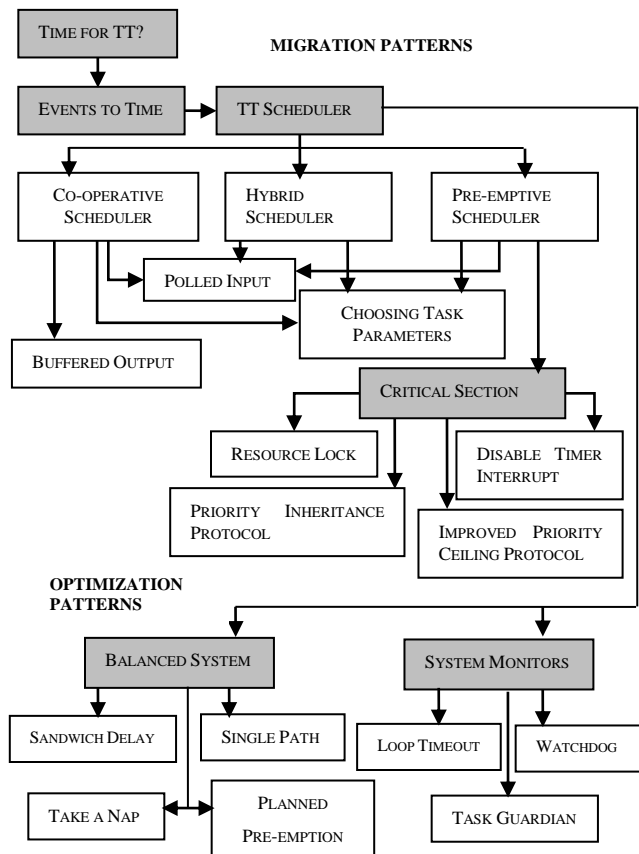 TIME FOR TT?
MIGRATION PATTERNS
EVENTS TO TIME
TT SCHEDULER
CO-OPERATIVE
SCHEDULER
HYBRID
SCHEDULER
PRE-EMPTIVE
SCHEDULER
POLLED INPUT
CHOOSING TASK
PARAMETERS
BUFFERED OUTPUT
CRITICAL SECTION
RESOURCE LOCK
DISABLE TIMER
INTERRUPT
PRIORITY INHERITANCE
PROTOCOL
IMPROVED PRIORITY
CEILING PROTOCOL
OPTIMIZATION
PATTERNS
BALANCED SYSTEM
SYSTEM MONITORS
SANDWICH DELAY
SINGLE PATH
LOOP TIMEOUT
WATCHDOG
TAKE A NAP
PLANNED
PRE-EMPTION
TASK GUARDIAN